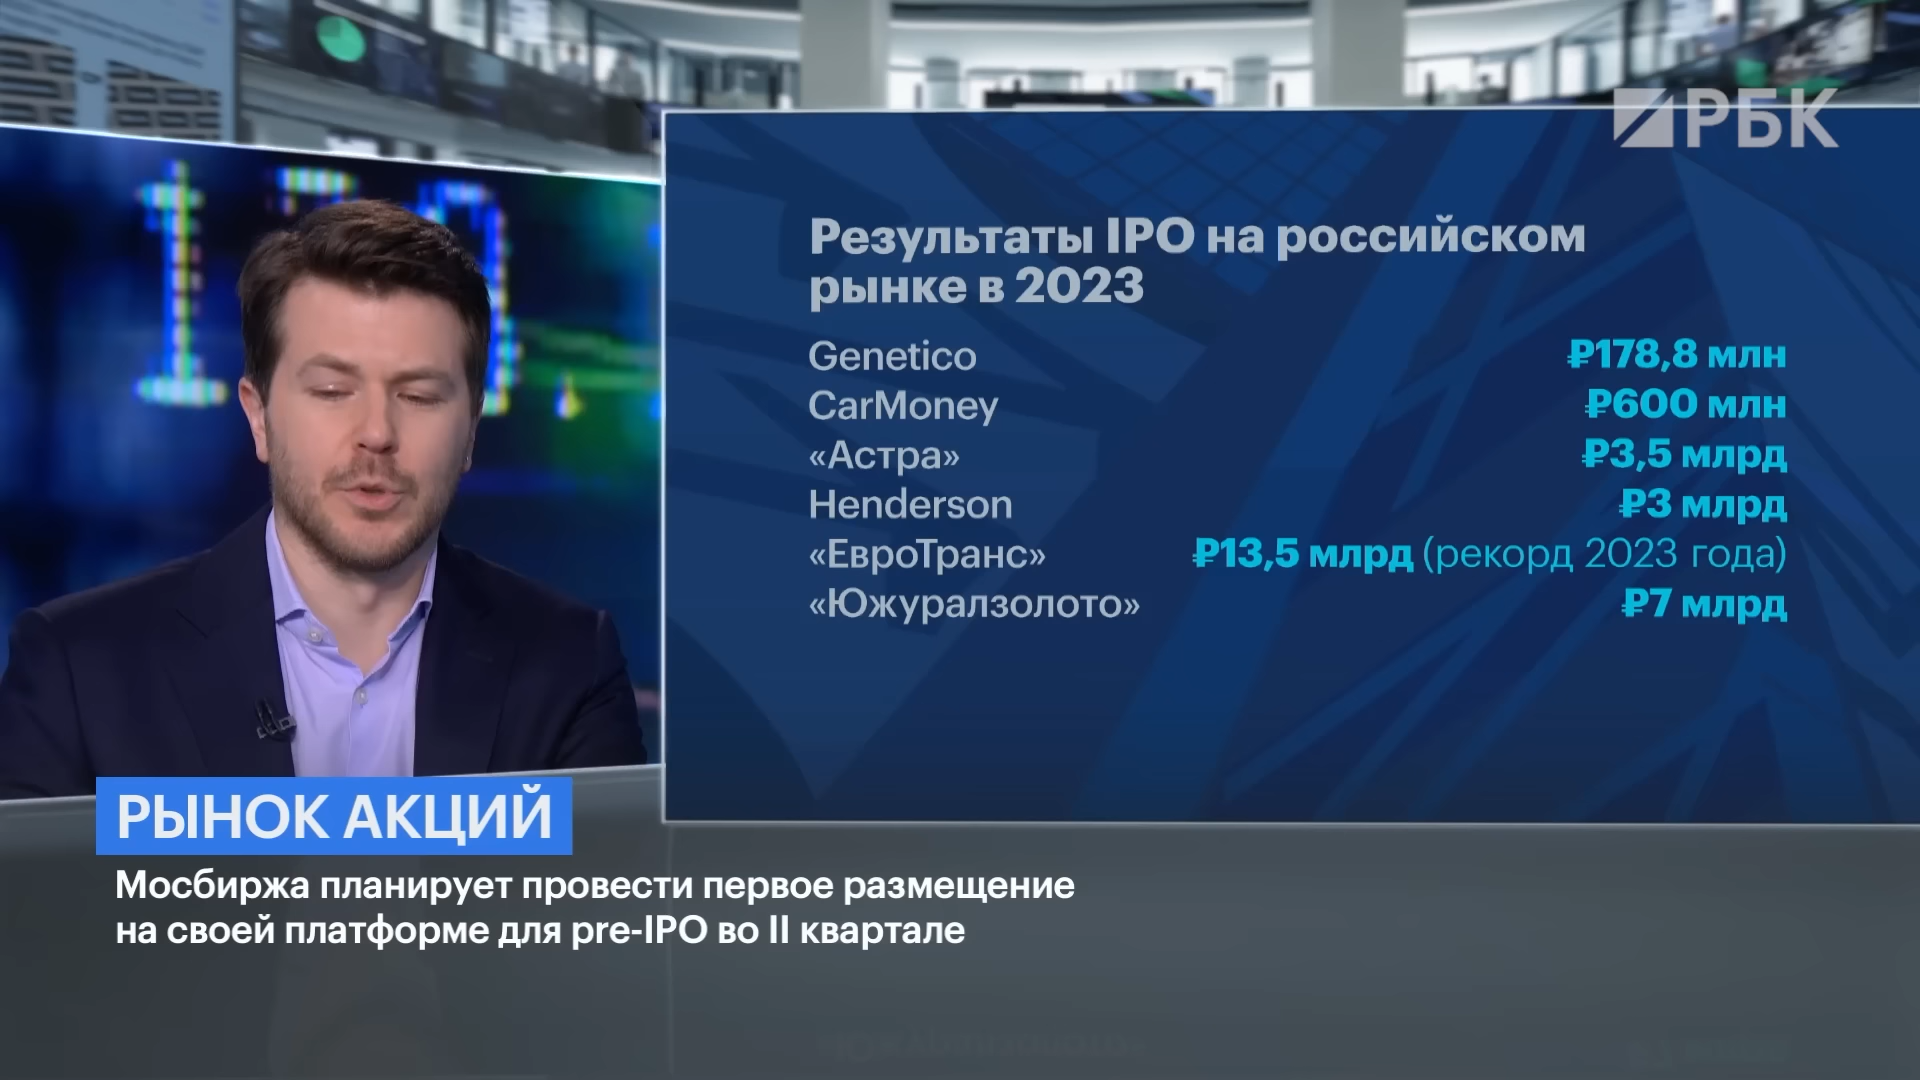 РБК
Результаты IPO на российском
рынке в 2023
Genetico ₽178,8 млн
CarMoney ₽600 млн
«Астра» ₽3,5 млрд
Henderson ₽3 млрд
«ЕвроТранс» ₽13,5 млрд (рекорд 2023 года)
«Южуралзолото» ₽7 млрд
РЫНОК АКЦИЙ
Мосбиржа планирует провести первое размещение
на своей платформе для pre-IPO во II квартале